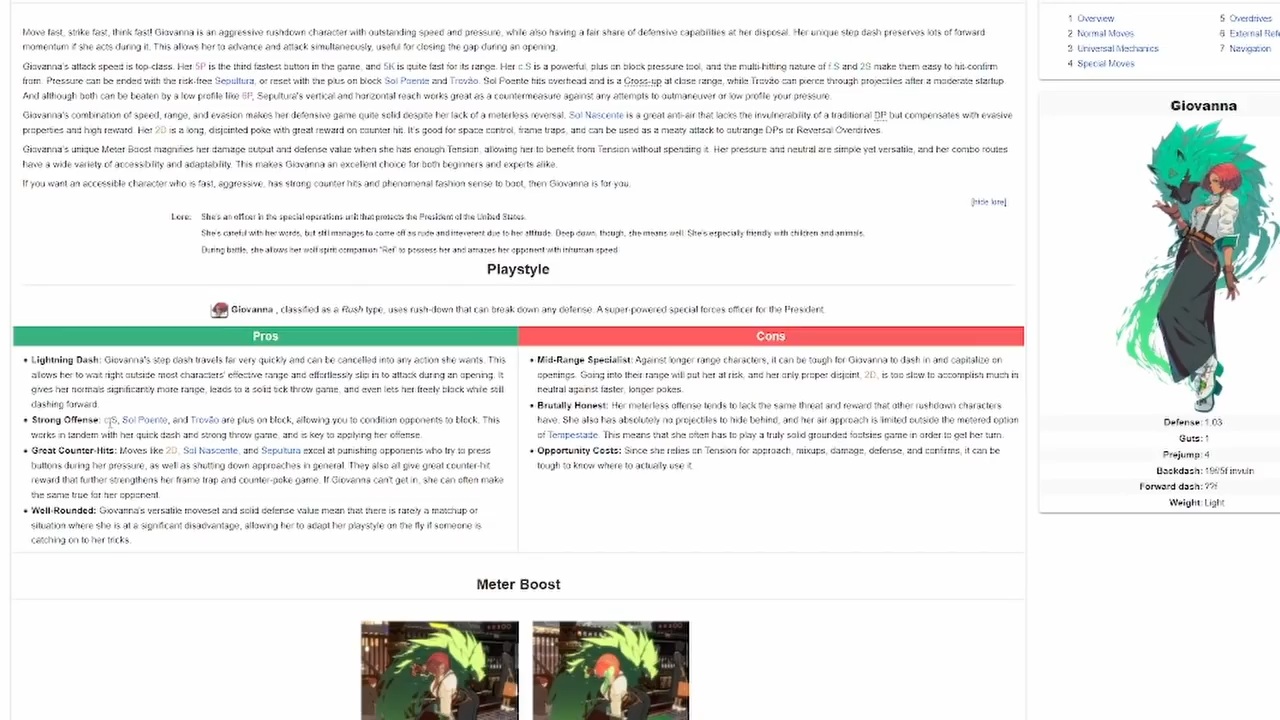 Move fast, strike fast, think fast! Giovanna is an aggressive rushdown character with outstanding speed and pressure, while also having a fair share of defensive capabilities at her disposal. Her unique step dash preserves lots of forward
momentum if she acts during it. This allows her to advance and attack simultaneously, useful for closing the gap during an opening.
Giovanna's attack speed is top-class. Her 5P is the third fastest button in the game, and 5K is quite fast for its range. Her c.S is a powerful, plus on block pressure tool, and the multi-hitting nature of f.S and 2S make them easy to hit-confirm
from. Pressure can be ended with the risk-free Sepultura, or reset with the plus on block Sol Poente and Trovão. Sol Poente hits overhead and is a Cross-up at close range, while Trovão can pierce through projectiles after a moderate startup.
And although both can be beaten by a low profile like 6P, Sepultura's vertical and horizontal reach works great as a countermeasure against any attempts to outmaneuver or low profile your pressure.
Giovanna's combination of speed, range, and evasion makes her defensive game quite solid despite her lack of a meterless reversal. Sol Nascente is a great anti-air that lacks the invulnerability of a traditional DP but compensates with evasive
properties and high reward. Her 2D is a long, disjointed poke with great reward on counter hit. It's good for space control, frame traps, and can be used as a meaty attack to outrange DPs or Reversal Overdrives.
Giovanna's unique Meter Boost magnifies her damage output and defense value when she has enough Tension, allowing her to benefit from Tension without spending it. Her pressure and neutral are simple yet versatile, and her combo routes
have a wide variety of accessibility and adaptability. This makes Giovanna an excellent choice for both beginners and experts alike.
If you want an accessible character who is fast, aggressive, has strong counter hits and phenomenal fashion sense to boot, then Giovanna is for you.
[hide lore]
Lore: She's an officer in the special operations unit that protects the President of the United States.
She's careful with her words, but still manages to come off as rude and irreverent due to her attitude. Deep down, though, she means well. She's especially friendly with children and animals.
During battle, she allows her wolf spirit companion "Rei" to possess her and amazes her opponent with inhuman speed.
Playstyle
Giovanna , classified as a Rush type, uses rush-down that can break down any defense. A super-powered special forces officer for the President.
Pros
• Lightning Dash: Giovanna's step dash travels far very quickly and can be cancelled into any action she wants. This
allows her to wait right outside most characters' effective range and effortlessly slip in to attack during an opening. It
gives her normals significantly more range, leads to a solid tick throw game, and even lets her freely block while still
dashing forward.
• Strong Offense: c.S, Sol Poente, and Trovão are plus on block, allowing you to condition opponents to block. This
works in tandem with her quick dash and strong throw game, and is key to applying her offense.
• Great Counter-Hits: Moves like 2D, Sol Nascente, and Sepultura excel at punishing opponents who try to press
buttons during her pressure, as well as shutting down approaches in general. They also all give great counter-hit
reward that further strengthens her frame trap and counter-poke game. If Giovanna can't get in, she can often make
the same true for her opponent.
• Well-Rounded: Giovanna's versatile moveset and solid defense value mean that there is rarely a matchup or
situation where she is at a significant disadvantage, allowing her to adapt her playstyle on the fly if someone is
catching on to her tricks.
Cons
• Mid-Range Specialist: Against longer range characters, it can be tough for Giovanna to dash in and capitalize on
openings. Going into their range will put her at risk, and her only proper disjoint, 2D, is too slow to accomplish much in
neutral against faster, longer pokes.
• Brutally Honest: Her meterless offense tends to lack the same threat and reward that other rushdown characters
have. She also has absolutely no projectiles to hide behind, and her air approach is limited outside the metered option
of Tempestade. This means that she often has to play a truly solid grounded footsies game in order to get her turn.
• Opportunity Costs: Since she relies on Tension for approach, mixups, damage, defense, and confirms, it can be
tough to know where to actually use it.
Meter Boost
1 Overview
2 Normal Moves
3 Universal Mechanics
4 Special Moves
5 Overdrives
6 External Refe
7 Navigation
Giovanna
Defense: 1.03
Guts: 1
Prejump: 4
Backdash: 19/5f invuln
Forward dash: 22f
Weight: Light